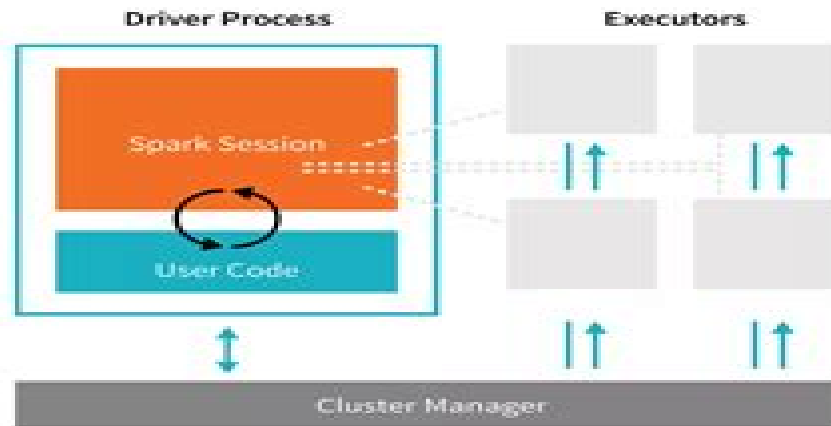 Driver Process
Executors
Spark Session
User Code
Cluster Manager